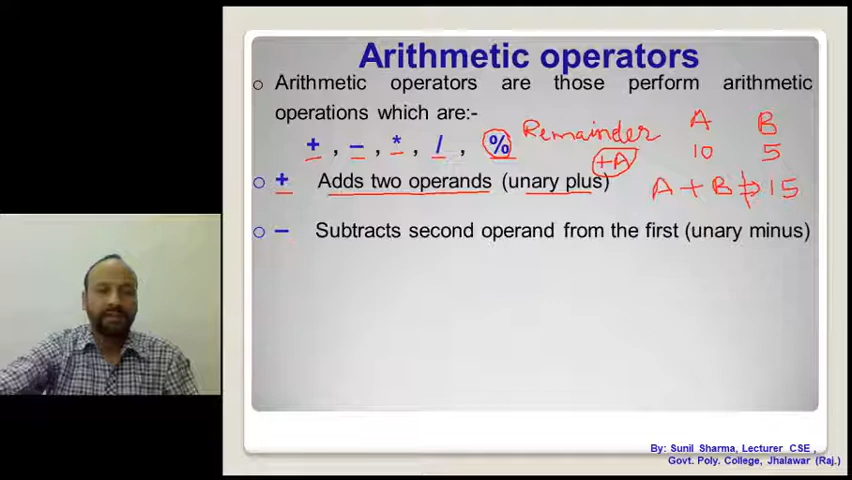 Arithmetic operators
Arithmetic operators are those perform arithmetic
operations which are:-
+ , – , * , / , % Remainder A B
+A 10 5
+ Adds two operands (unary plus) A + B ⇒ 15
– Subtracts second operand from the first (unary minus)
By: Sunil Sharma, Lecturer CSE ,
Govt. Poly. College, Jhalawar (Raj.)